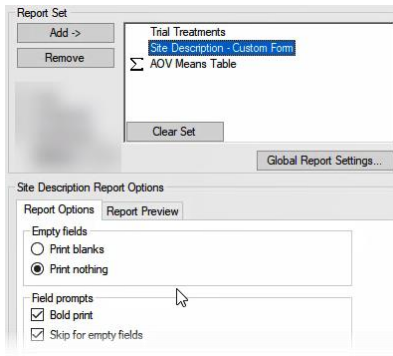 Report Set
Add ->
Remove
Trial Treatments
Site Description - Custom Form
Σ AOV Means Table
Clear Set
Global Report Settings...
Site Description Report Options
Report Options
Report Preview
Empty fields
Print blanks
Print nothing
Field prompts
Bold print
Skip for empty fields